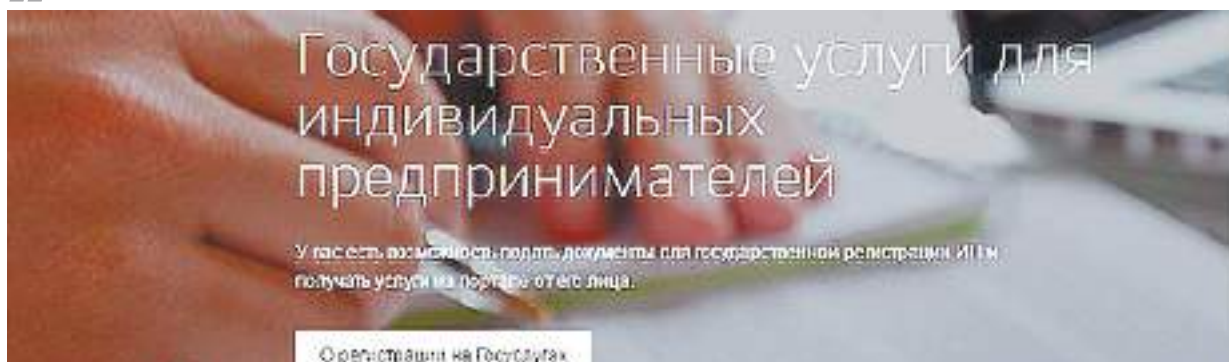 Государственные услуги для
индивидуальных
предпринимателей
У вас есть возможность подать документы для государственной регистрации ИП и
получать услуги на портале от его лица.
О регистрации на Госуслугах